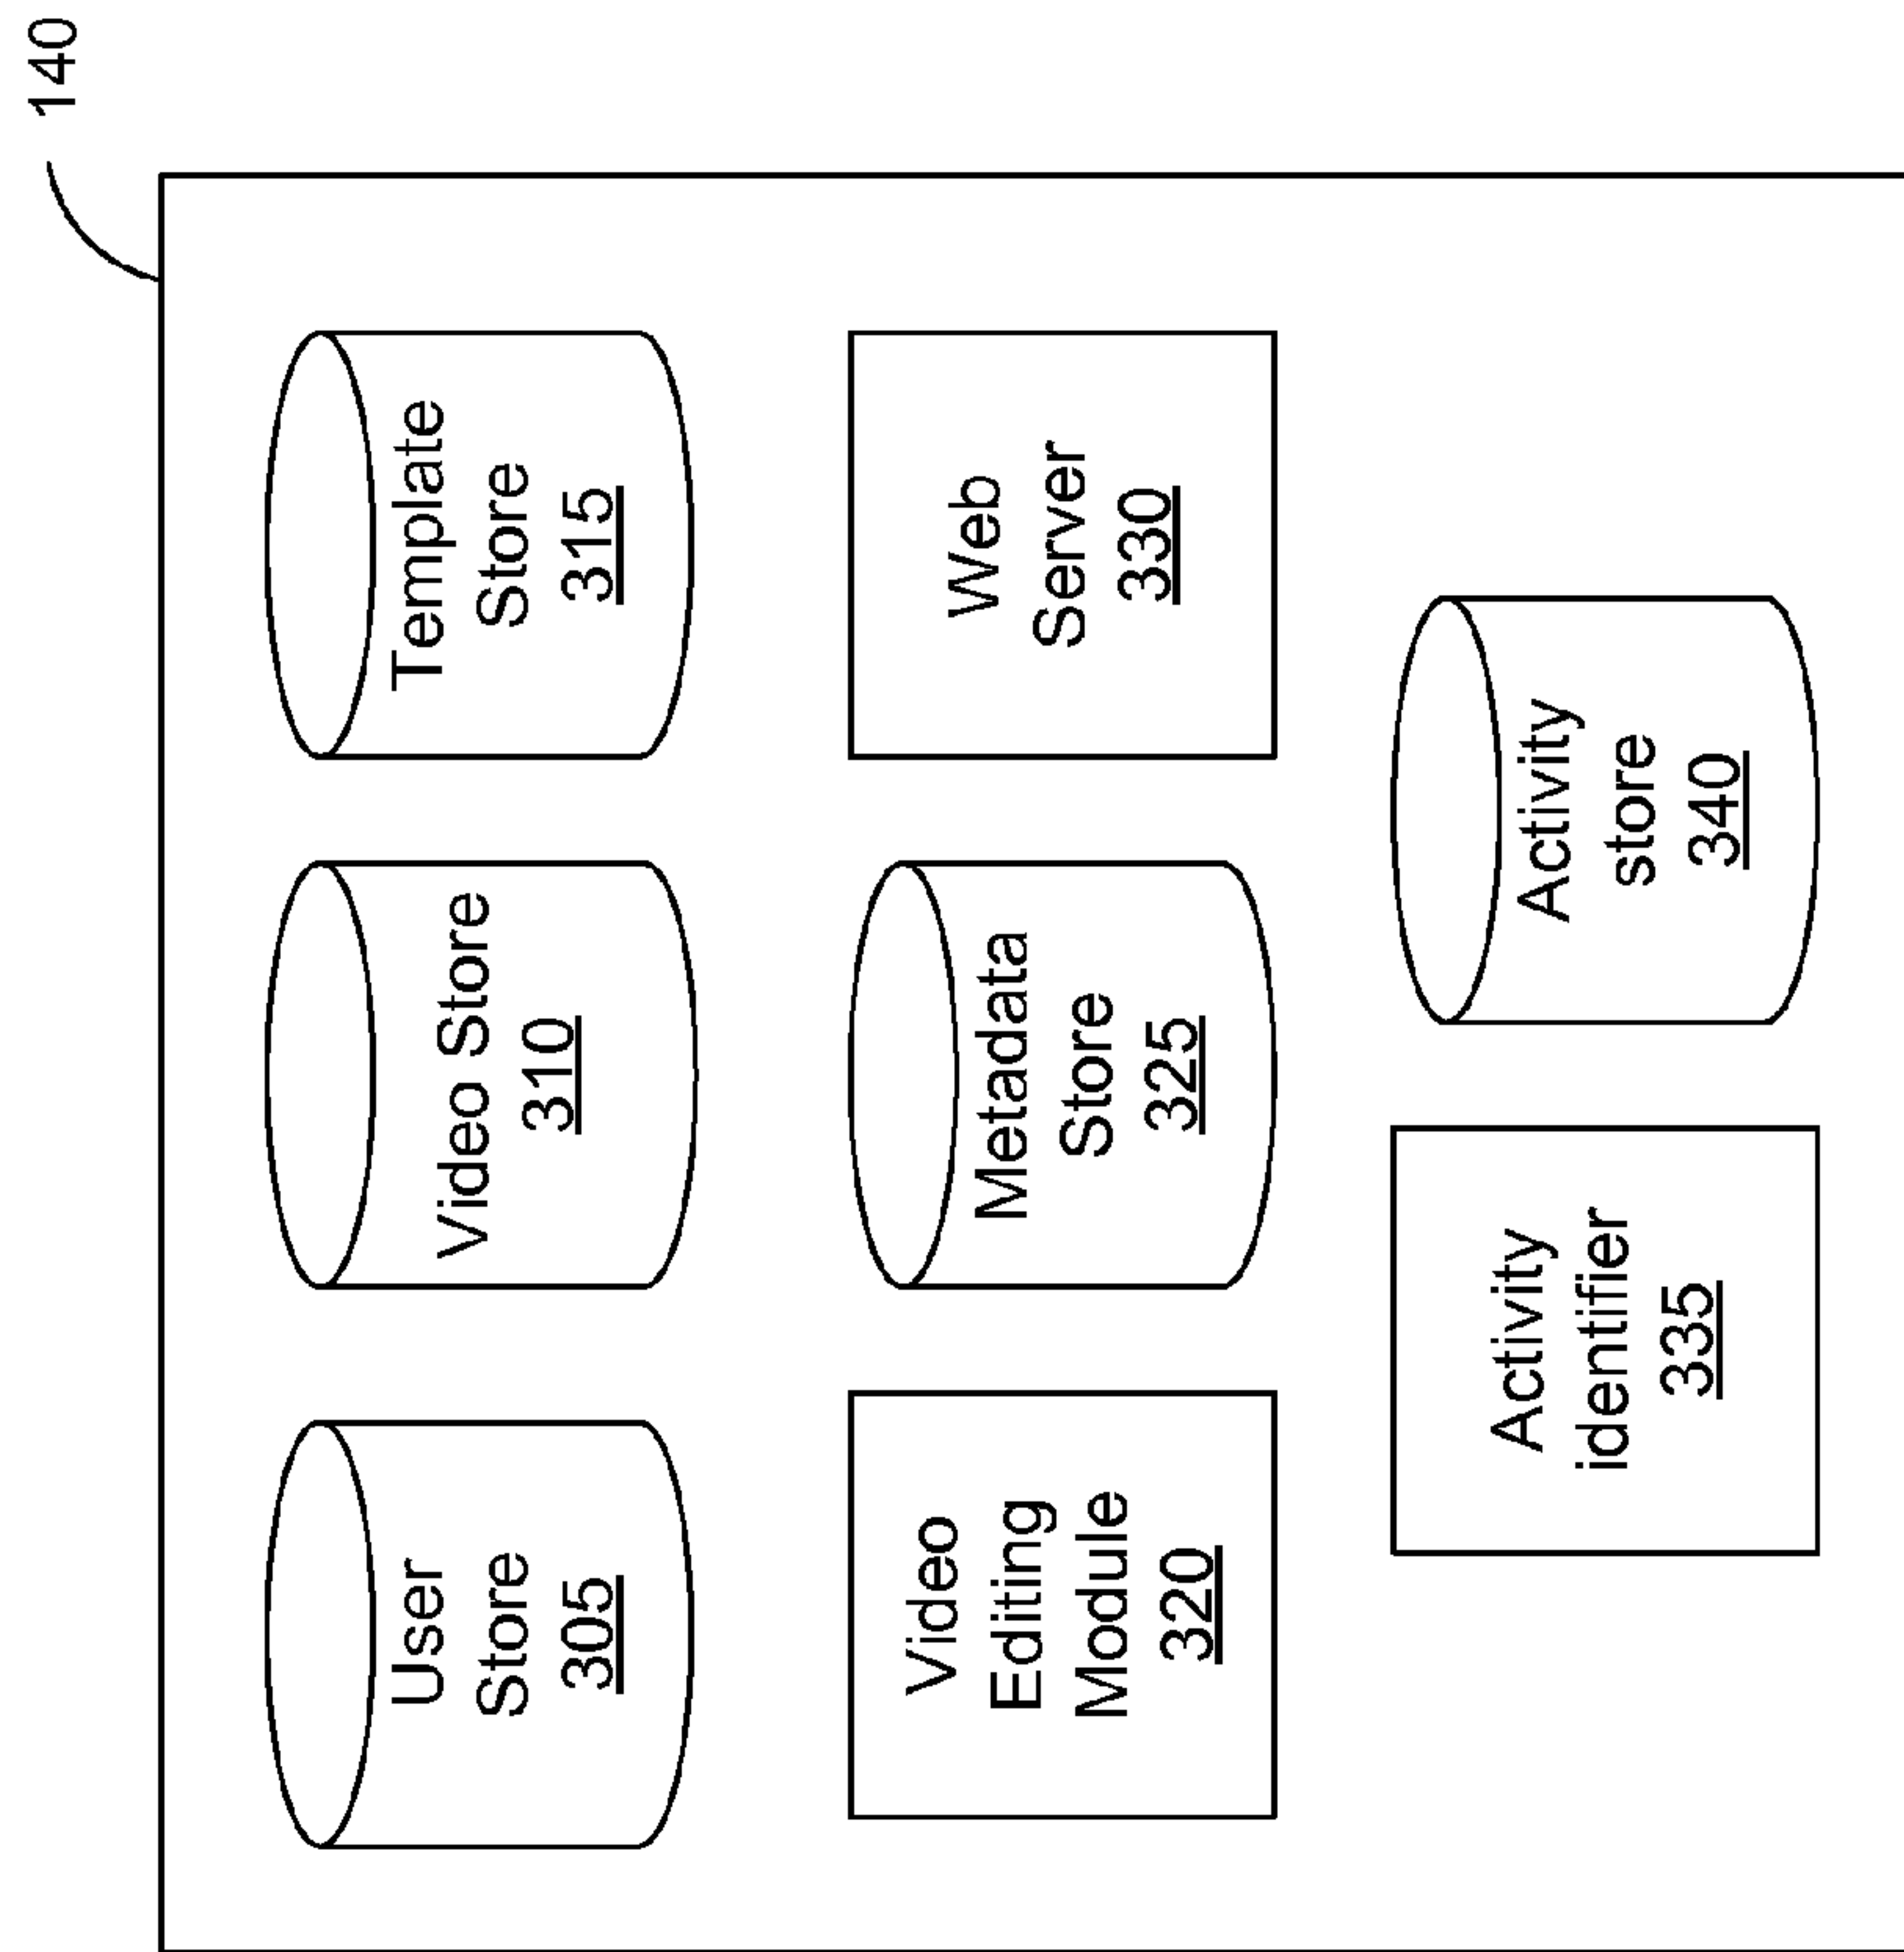 140
User
Store
305
Video Store
310
Template
Store
315
Video
Editing
Module
320
Metadata
Store
325
Web
Server
330
Activity
identifier
335
Activity
store
340